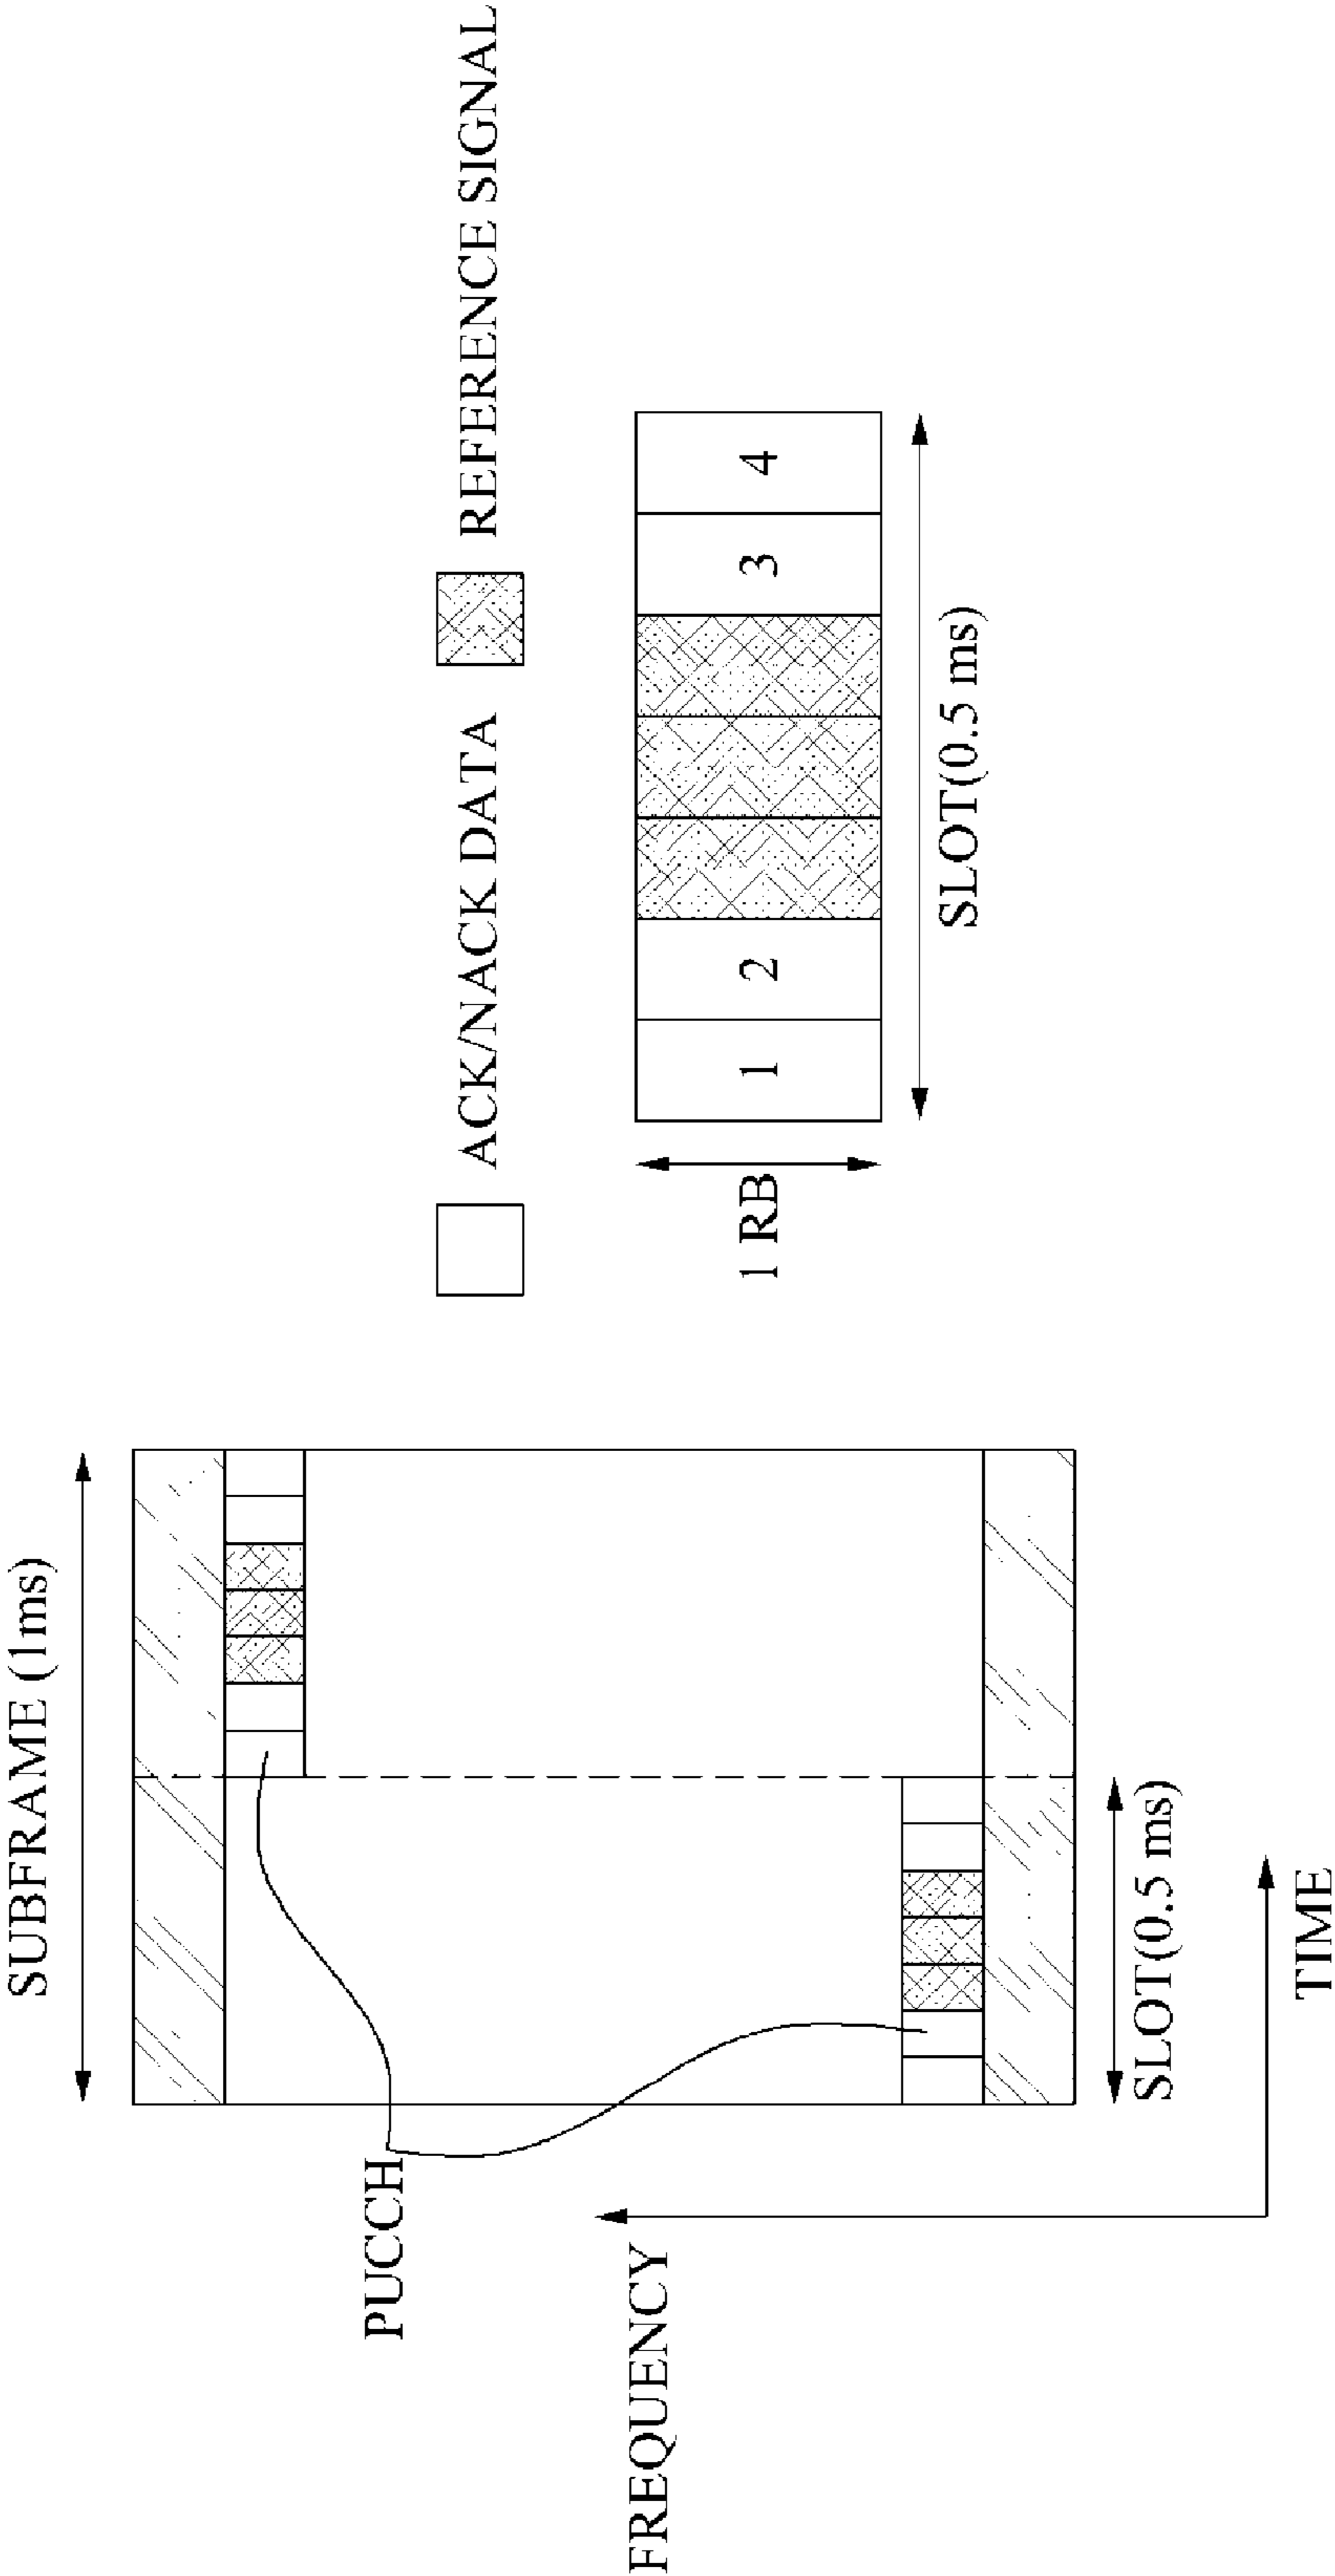 SUBFRAME (1ms)
PUCCH
FREQUENCY
SLOT(0.5 ms)
TIME
ACK/NACK DATA
REFERENCE SIGNAL
1 RB
1
2
3
4
SLOT(0.5 ms)